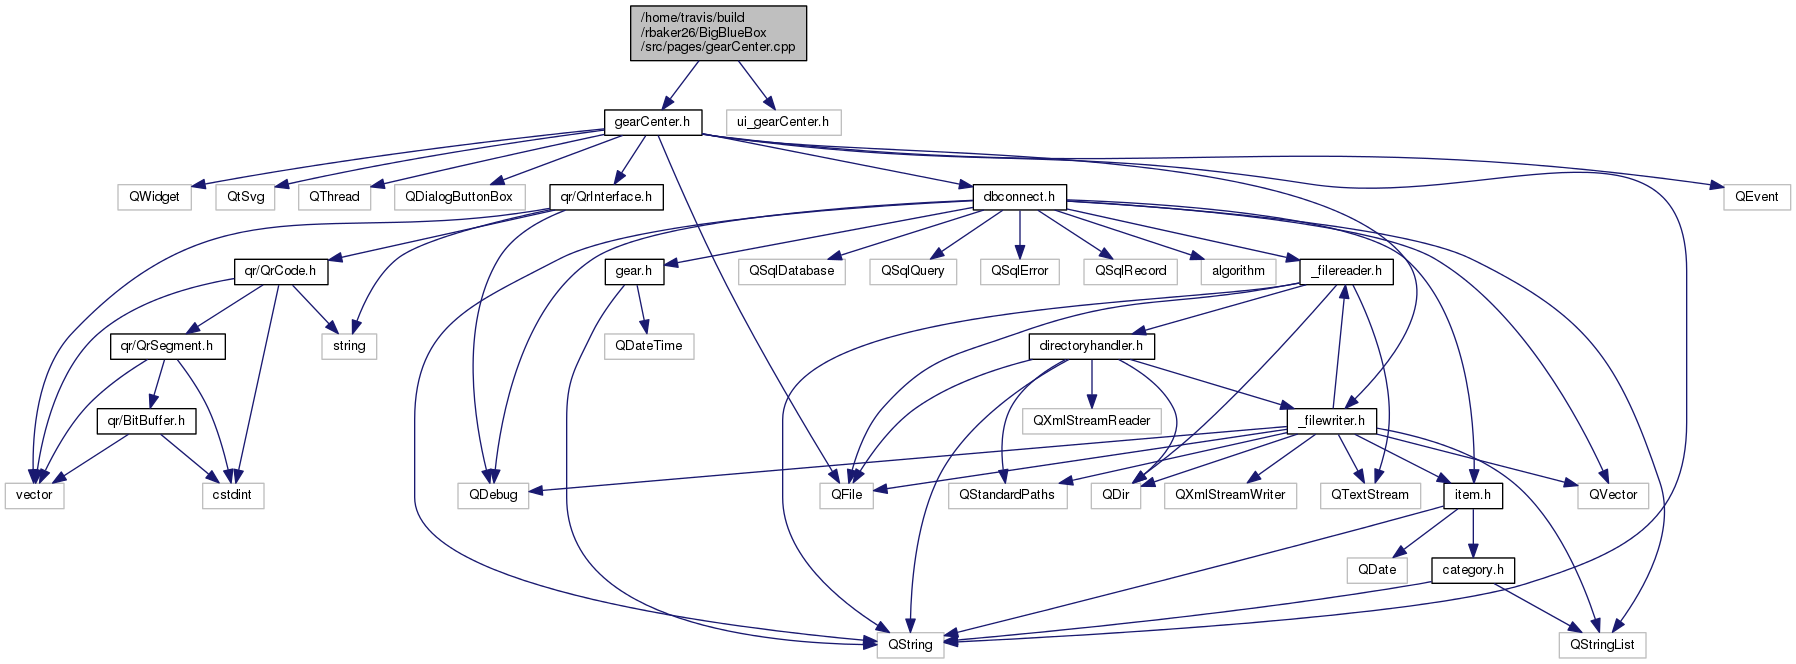 /home/travis/build
/rbaker26/BigBlueBox
/src/pages/gearCenter.cpp
gearCenter.h
ui_gearCenter.h
QWidget
QtSvg
QThread
QDialogButtonBox
qr/QrInterface.h
dbconnect.h
QEvent
qr/QrCode.h
gear.h
QSqlDatabase
QSqlQuery
QSqlError
QSqlRecord
algorithm
_filereader.h
qr/QrSegment.h
string
QDateTime
directoryhandler.h
qr/BitBuffer.h
QXmlStreamReader
_filewriter.h
vector
cstdint
QDebug
QFile
QStandardPaths
QDir
QXmlStreamWriter
QTextStream
item.h
QVector
QDate
category.h
QString
QStringList